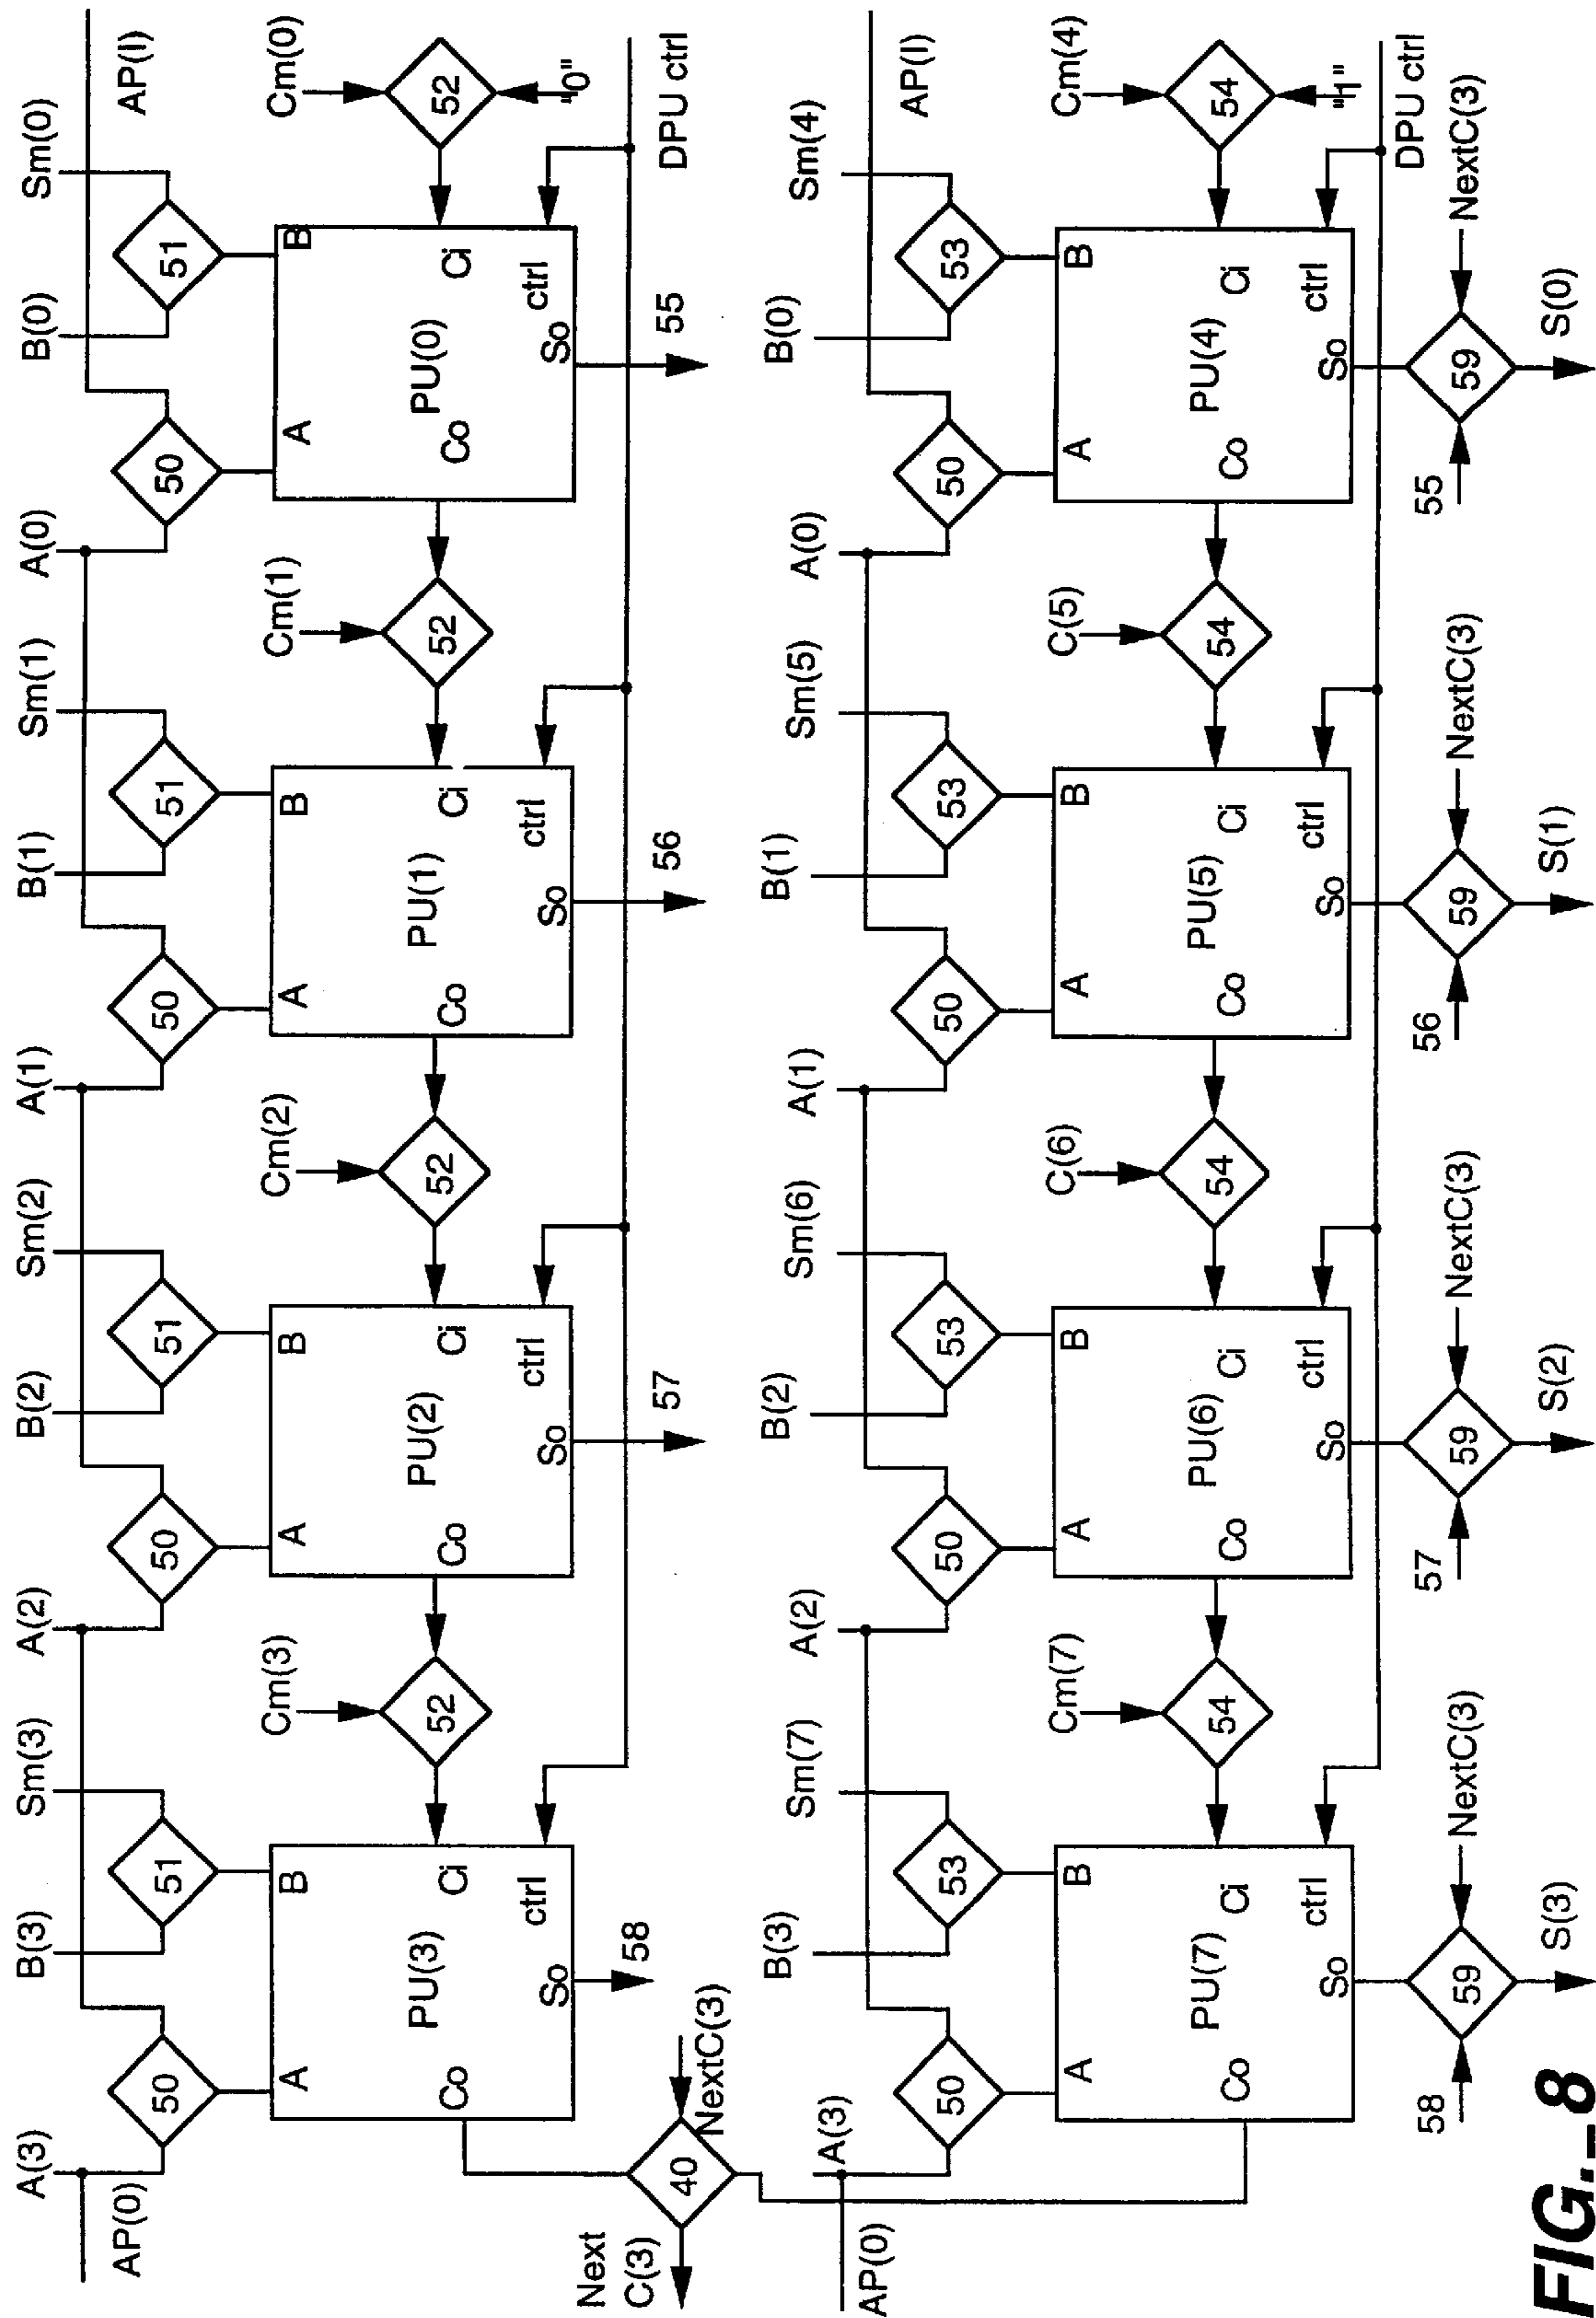 A(3) B(3) Sm(3) A(2) B(2) Sm(2) A(1) B(1) Sm(1) A(0) B(0) Sm(0)
AP(0) AP(I)
50 51 50 51 50 51 50 51
A B A B A B A B
Cm(3) Cm(2) Cm(1) Cm(0)
PU(3) PU(2) PU(1) PU(0)
Co Ci 52 Co Ci 52 Co Ci 52 Co Ci 52
"0"
So ctrl So ctrl So ctrl So ctrl
58 57 56 55
DPU ctrl
Next
C(3)
40
NextC(3)
A(3) B(3) Sm(7) A(2) B(2) Sm(6) A(1) B(1) Sm(5) A(0) B(0) Sm(4)
AP(0) AP(I)
50 53 50 53 50 53 50 53
A B A B A B A B
Cm(7) C(6) C(5) Cm(4)
PU(7) PU(6) PU(5) PU(4)
Co Ci 54 Co Ci 54 Co Ci 54 Co Ci 54
"1"
So ctrl So ctrl So ctrl So ctrl
DPU ctrl
58 59 NextC(3) 57 59 NextC(3) 56 59 NextC(3) 55 59 NextC(3)
S(3) S(2) S(1) S(0)
FIG._8